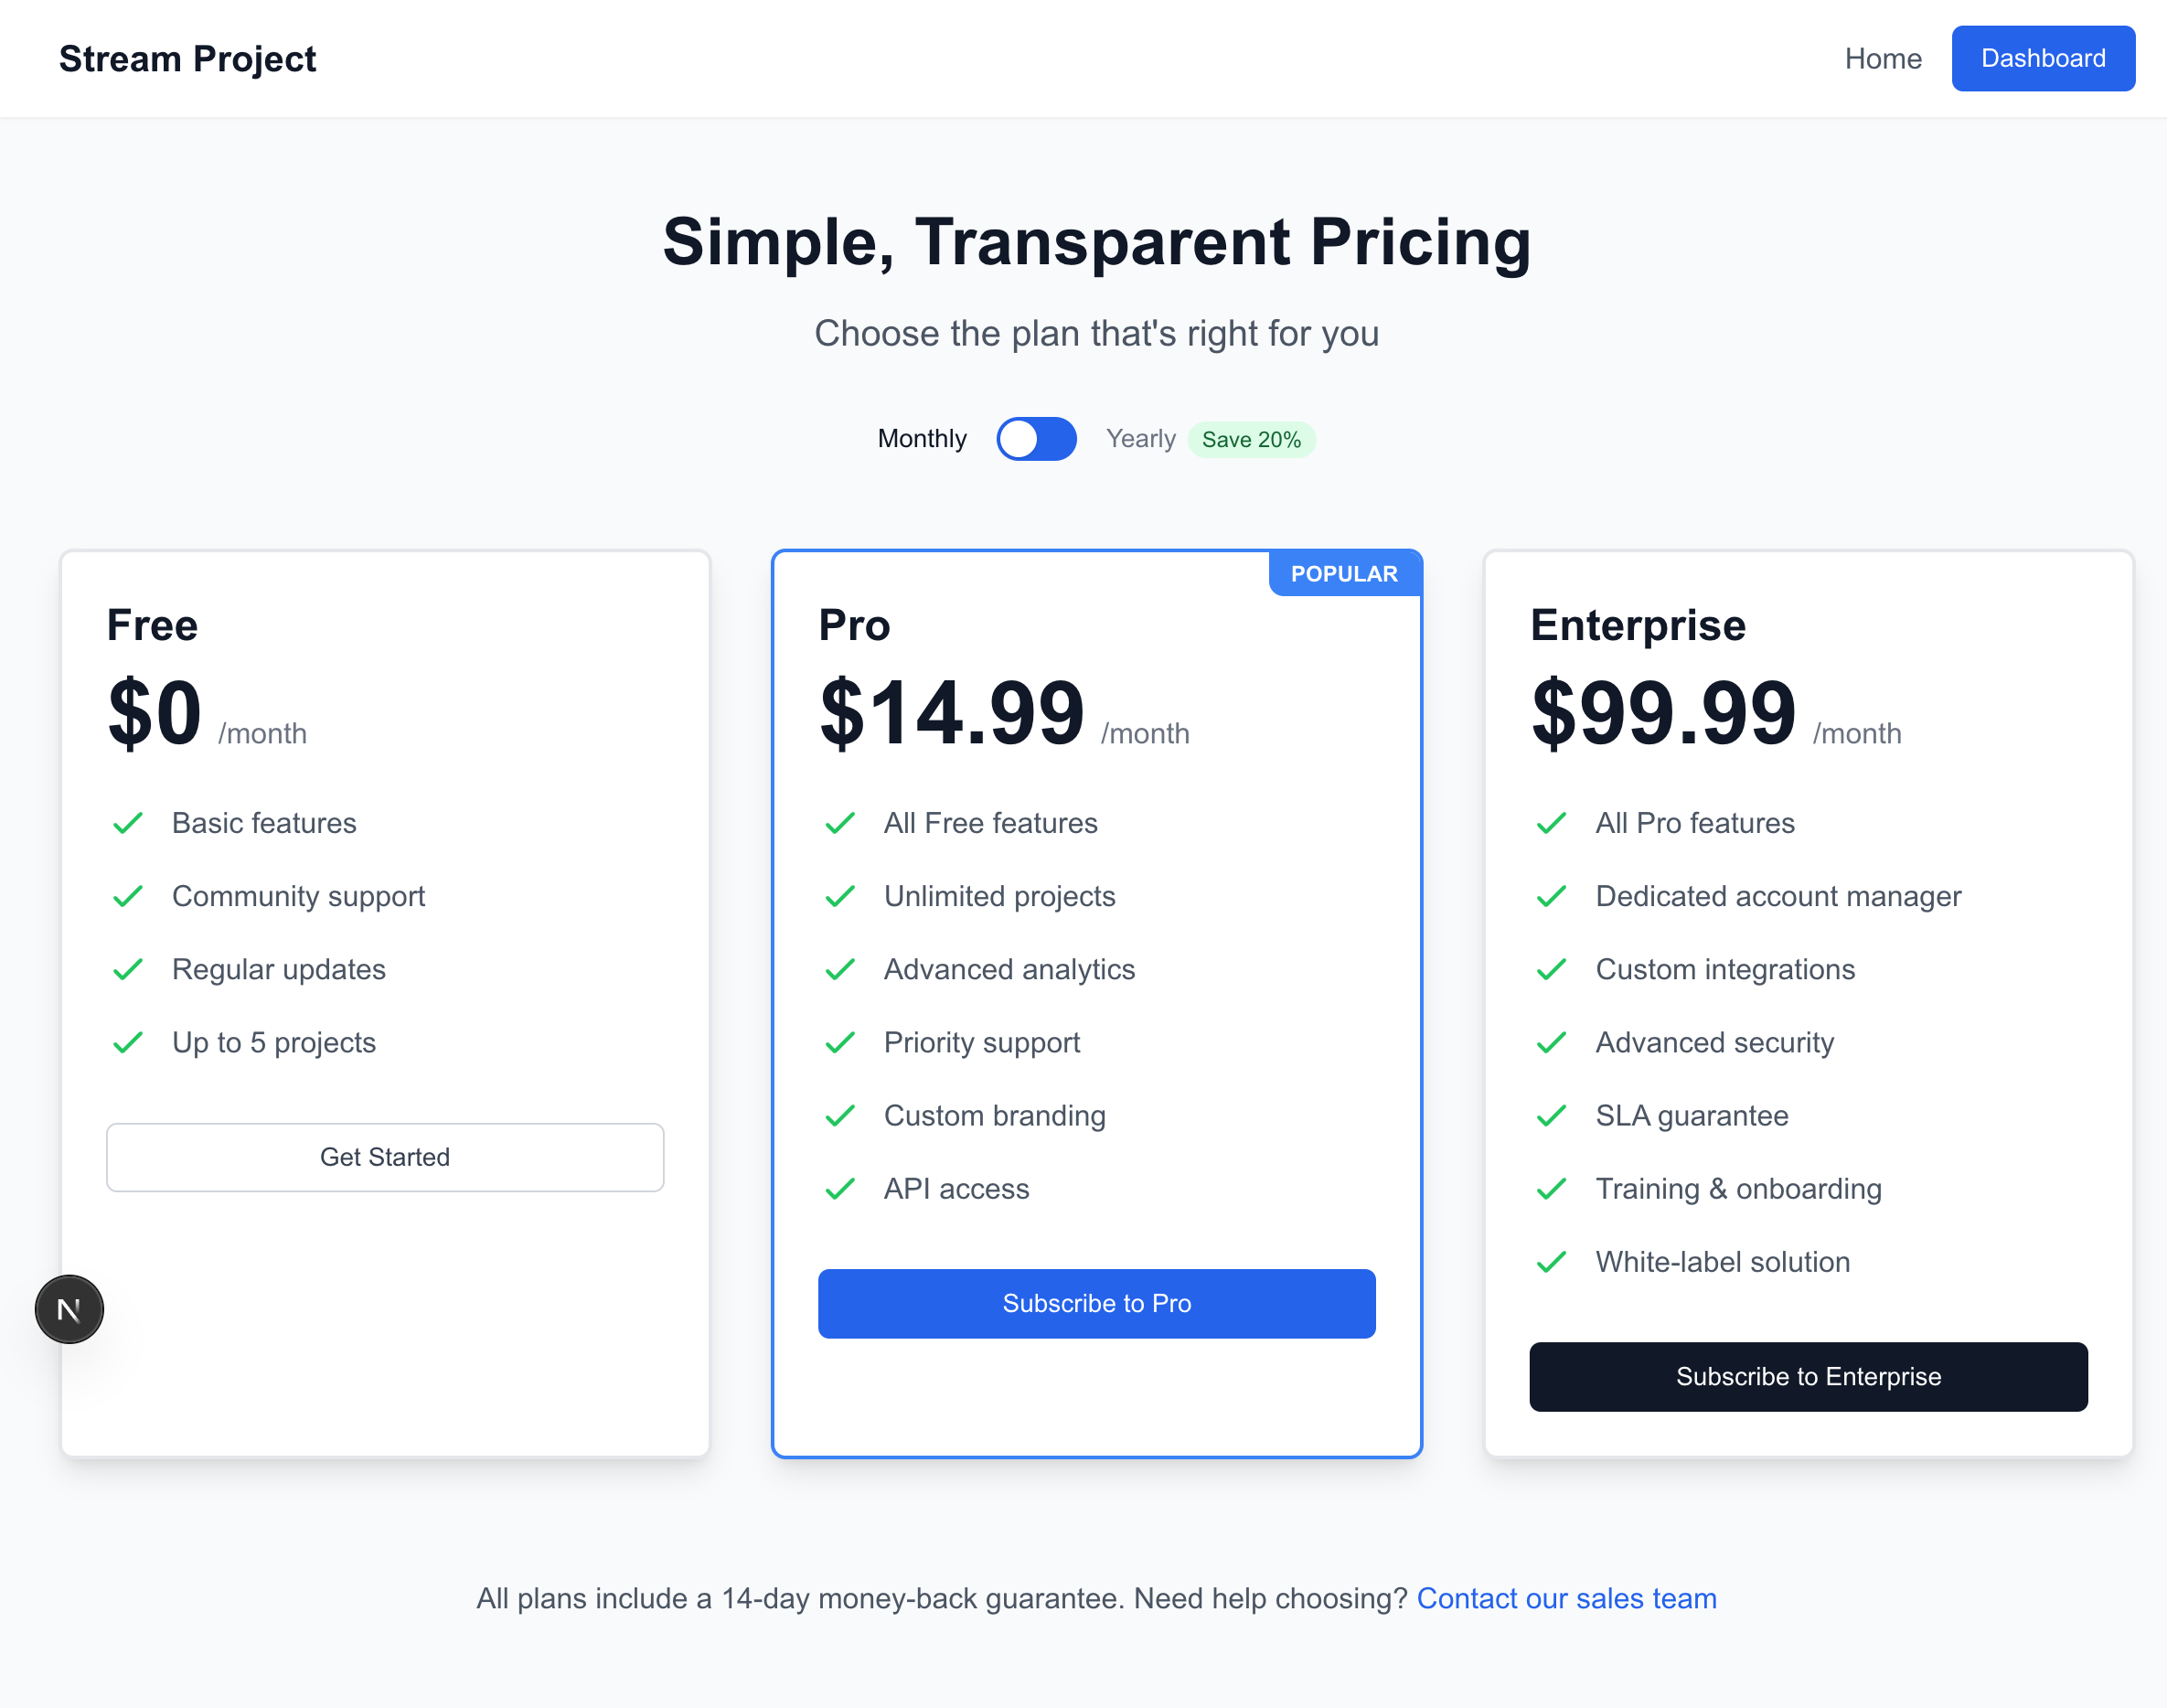 Stream Project
Home
Dashboard
Simple, Transparent Pricing
Choose the plan that's right for you
Monthly
Yearly
Save 20%
Free
$0 /month
Basic features
Community support
Regular updates
Up to 5 projects
Get Started
POPULAR
Pro
$14.99 /month
All Free features
Unlimited projects
Advanced analytics
Priority support
Custom branding
API access
Subscribe to Pro
Enterprise
$99.99 /month
All Pro features
Dedicated account manager
Custom integrations
Advanced security
SLA guarantee
Training & onboarding
White-label solution
Subscribe to Enterprise
N
All plans include a 14-day money-back guarantee. Need help choosing? Contact our sales team